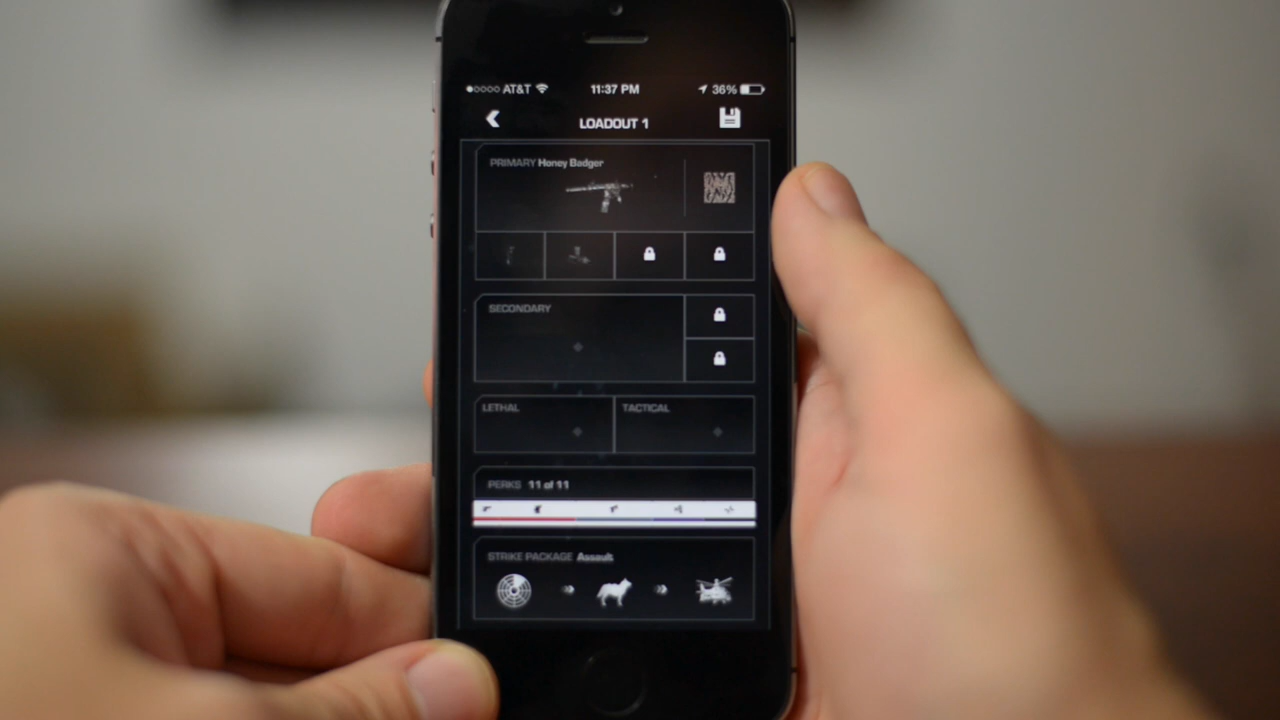 AT&T 11:37 PM 36%
LOADOUT 1
PRIMARY Honey Badger
SECONDARY
LETHAL TACTICAL
PERKS 11 of 11
STRIKE PACKAGE Assault